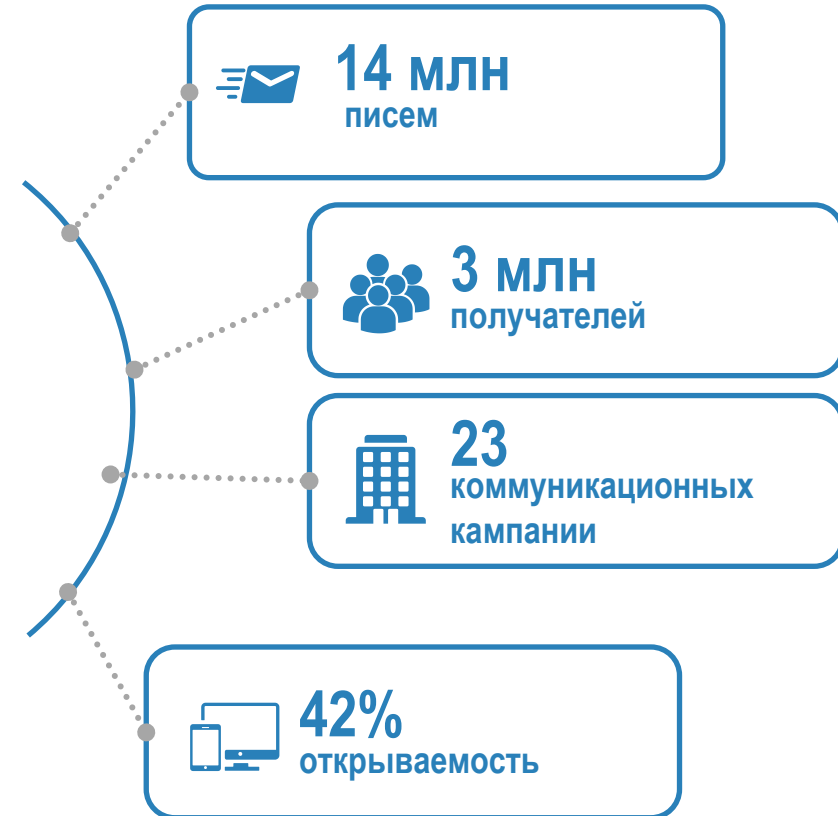 14 млн
писем
3 млн
получателей
23
коммуникационных
кампании
42%
открываемость